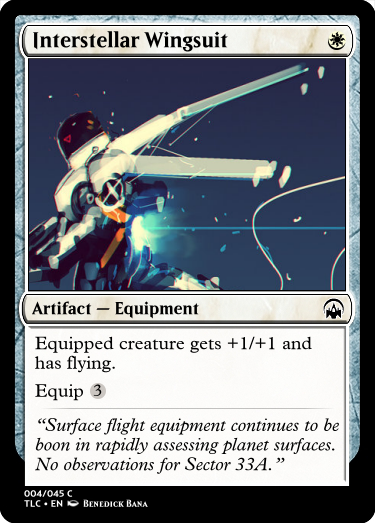 Interstellar Wingsuit
Artifact — Equipment
Equipped creature gets +1/+1 and
has flying.
Equip 3
“Surface flight equipment continues to be
boon in rapidly assessing planet surfaces.
No observations for Sector 33A.”
004/045 C
TLC • EN Benedick Bana